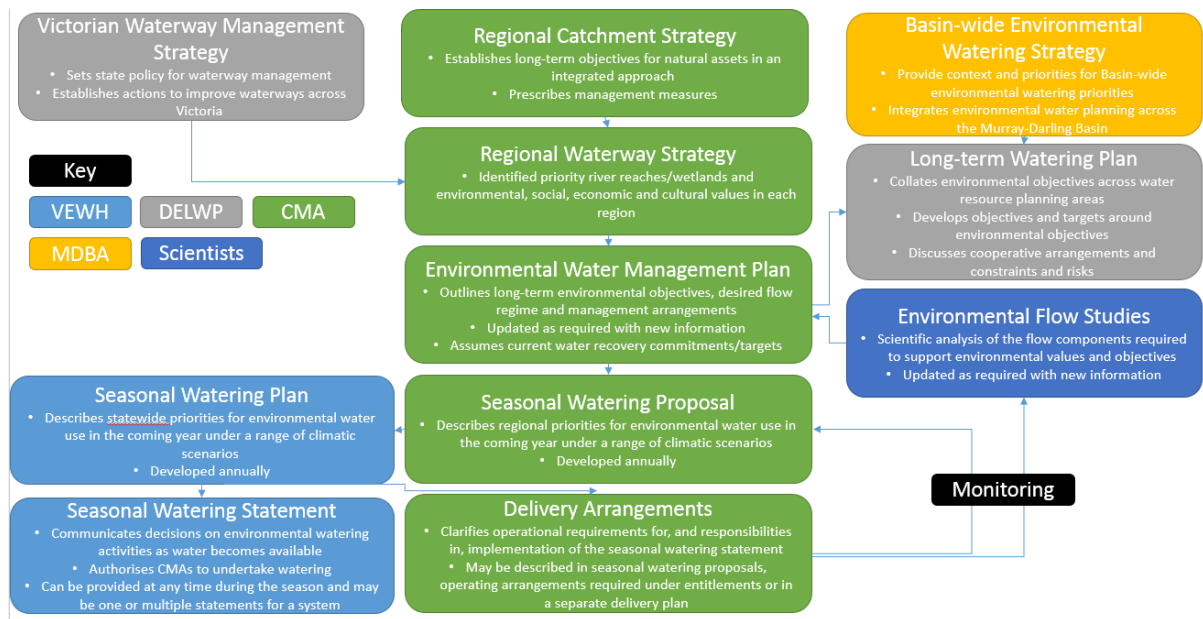 Victorian Waterway Management
Strategy
• Sets state policy for waterway management
• Establishes actions to improve waterways across
Victoria
Regional Catchment Strategy
• Establishes long-term objectives for natural assets in an
integrated approach
• Prescribes management measures
Basin-wide Environmental
Watering Strategy
• Provide context and priorities for Basin-wide
environmental watering priorities
• Integrates environmental water planning across
the Murray-Darling Basin
Key
VEWH
DELWP
CMA
MDBA
Scientists
Regional Waterway Strategy
• Identified priority river reaches/wetlands and
environmental, social, economic and cultural values in each
region
Long-term Watering Plan
• Collates environmental objectives across water
resource planning areas
• Develops objectives and targets around
environmental objectives
• Discusses cooperative arrangements and
constraints and risks
Environmental Water Management Plan
• Outlines long-term environmental objectives, desired flow
regime and management arrangements
• Updated as required with new information
• Assumes current water recovery commitments/targets
Environmental Flow Studies
• Scientific analysis of the flow components required
to support environmental values and objectives
• Updated as required with new information
Seasonal Watering Plan
• Describes statewide priorities for environmental water
use in the coming year under a range of climatic
scenarios
• Developed annually
Seasonal Watering Proposal
• Describes regional priorities for environmental water use in
the coming year under a range of climatic scenarios
• Developed annually
Monitoring
Seasonal Watering Statement
• Communicates decisions on environmental watering
activities as water becomes available
• Authorises CMAs to undertake watering
• Can be provided at any time during the season and may
be one or multiple statements for a system
Delivery Arrangements
• Clarifies operational requirements for, and responsibilities
in, implementation of the seasonal watering statement
• May be described in seasonal watering proposals,
operating arrangements required under entitlements or in
a separate delivery plan